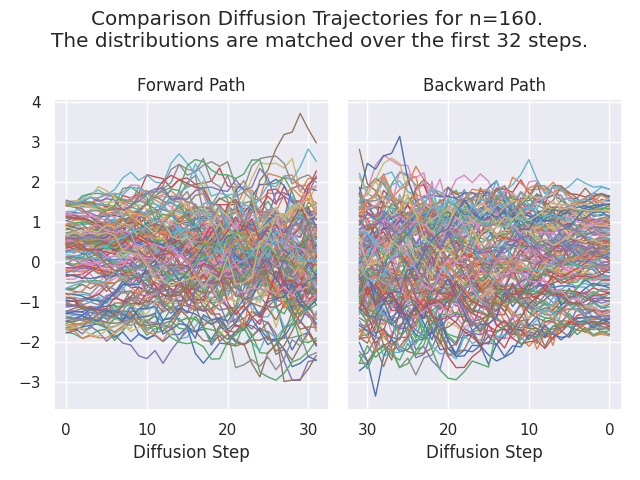 Comparison Diffusion Trajectories for n=160.
The distributions are matched over the first 32 steps.
Forward Path
Backward Path
4
3
2
1
0
−1
−2
−3
0 10 20 30
30 20 10 0
Diffusion Step
Diffusion Step